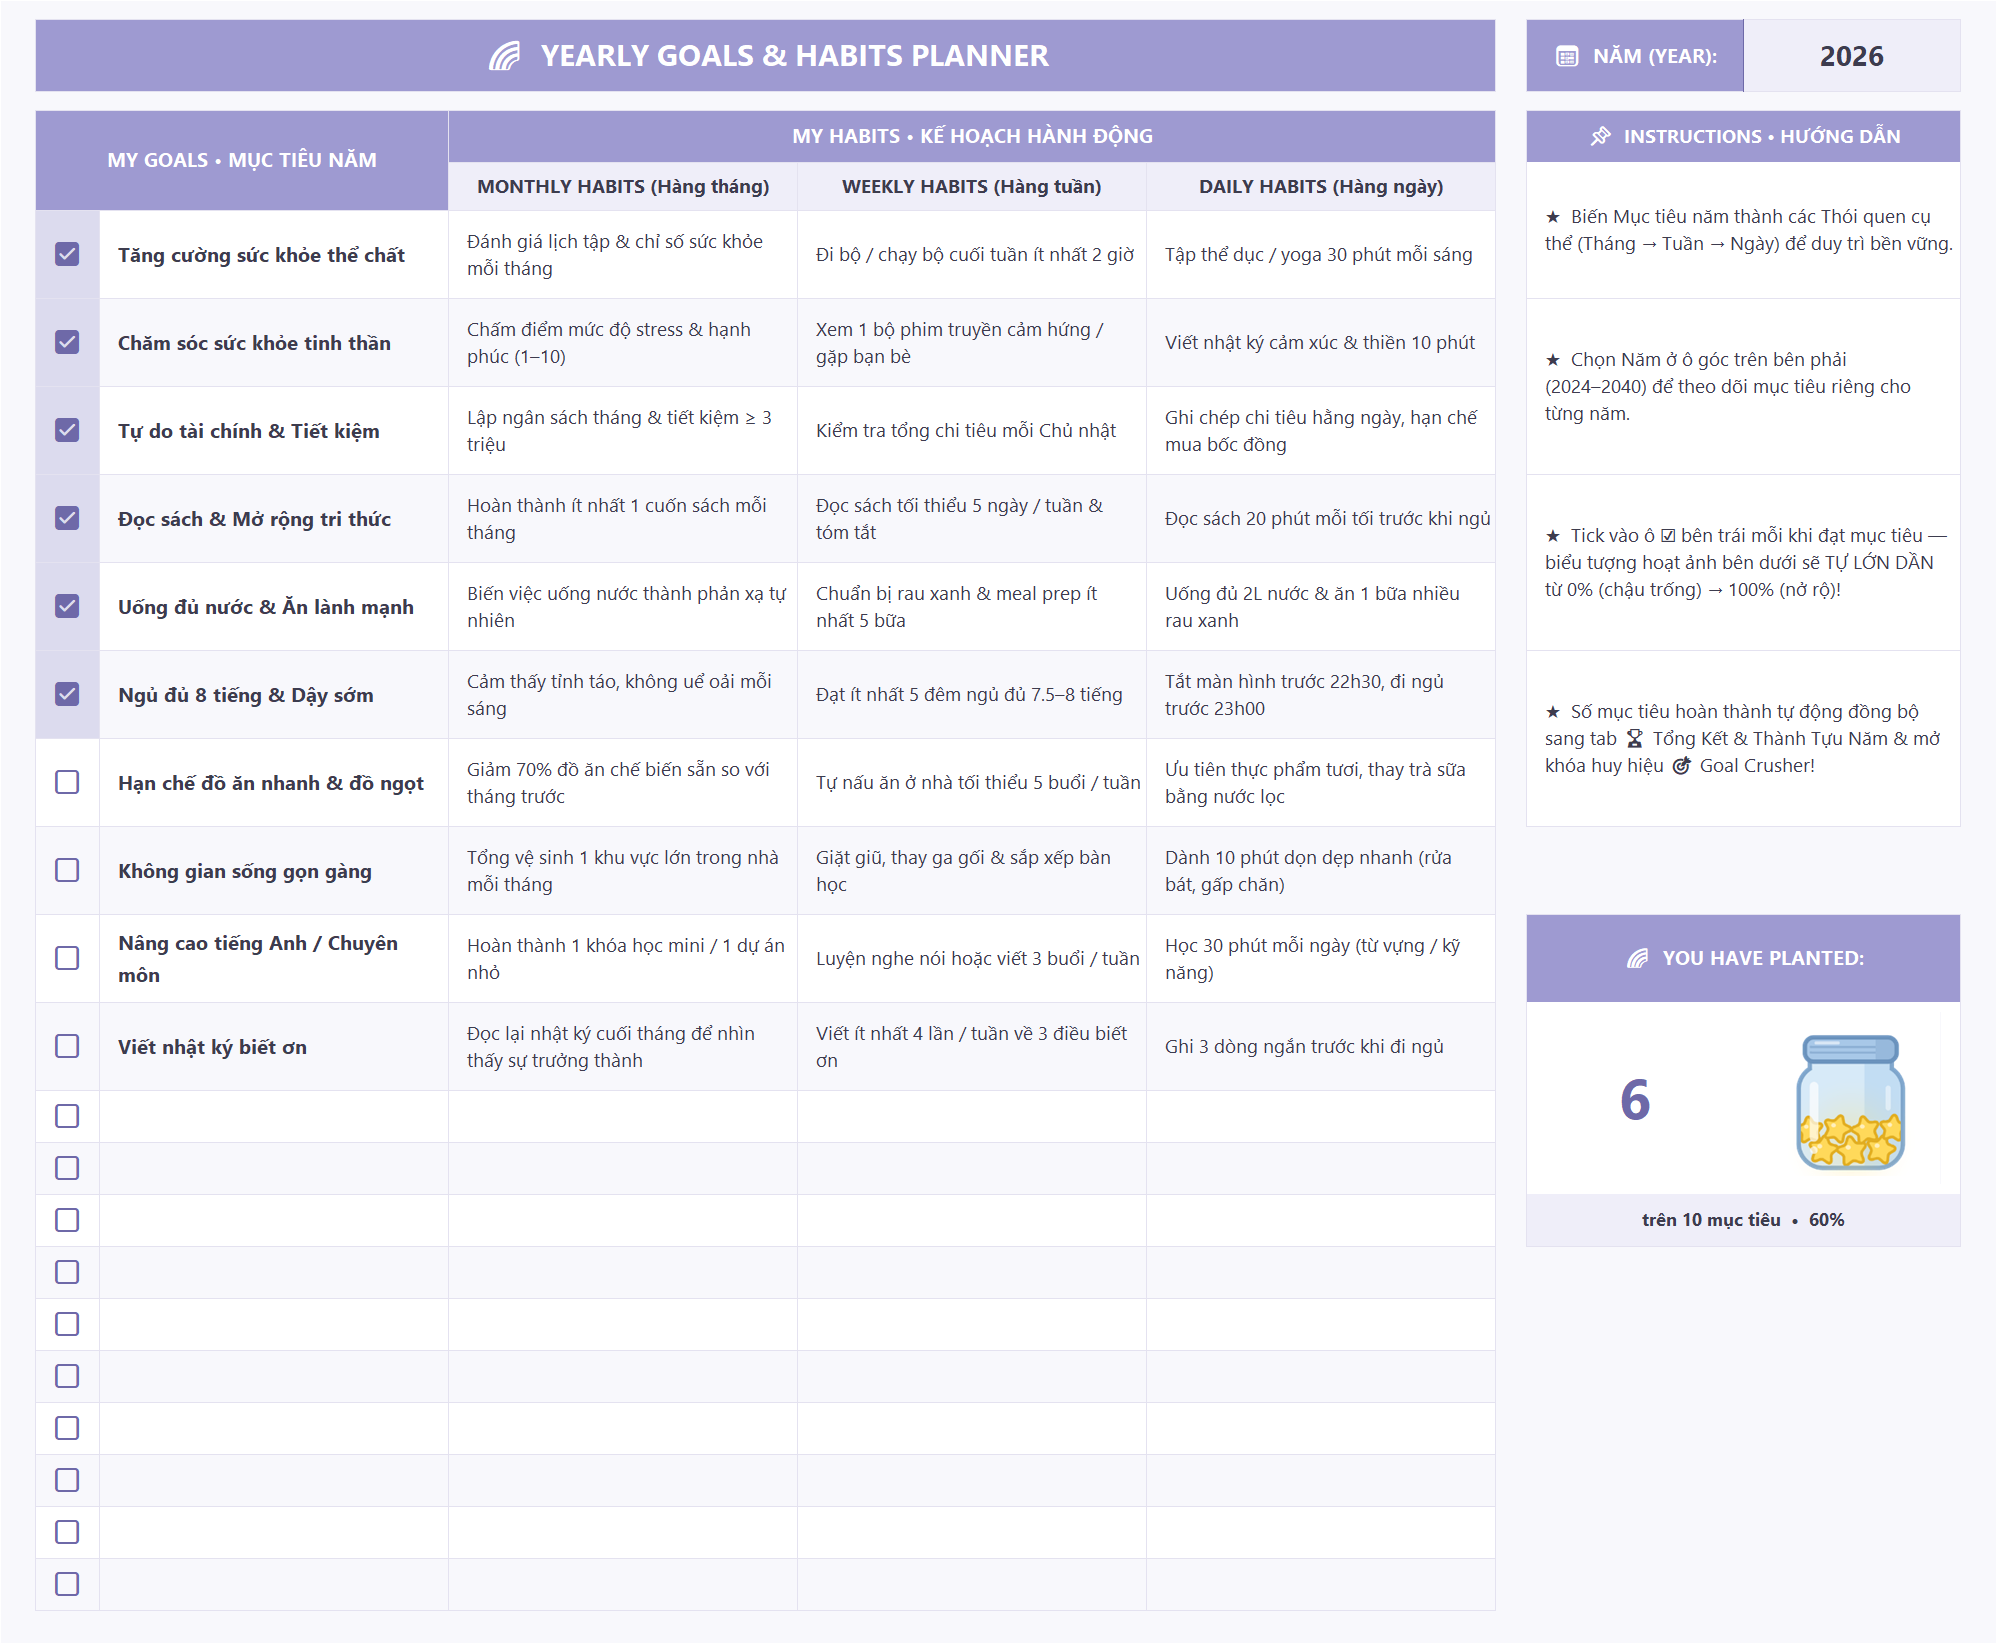 YEARLY GOALS & HABITS PLANNER
NĂM (YEAR):
2026
MY GOALS • MỤC TIÊU NĂM
MY HABITS • KẾ HOẠCH HÀNH ĐỘNG
MONTHLY HABITS (Hàng tháng)
WEEKLY HABITS (Hàng tuần)
DAILY HABITS (Hàng ngày)
Tăng cường sức khỏe thể chất
Đánh giá lịch tập & chỉ số sức khỏe
mỗi tháng
Đi bộ / chạy bộ cuối tuần ít nhất 2 giờ
Tập thể dục / yoga 30 phút mỗi sáng
Chăm sóc sức khỏe tinh thần
Chấm điểm mức độ stress & hạnh
phúc (1–10)
Xem 1 bộ phim truyền cảm hứng /
gặp bạn bè
Viết nhật ký cảm xúc & thiền 10 phút
Tự do tài chính & Tiết kiệm
Lập ngân sách tháng & tiết kiệm ≥ 3
triệu
Kiểm tra tổng chi tiêu mỗi Chủ nhật
Ghi chép chi tiêu hằng ngày, hạn chế
mua bốc đồng
Đọc sách & Mở rộng tri thức
Hoàn thành ít nhất 1 cuốn sách mỗi
tháng
Đọc sách tối thiểu 5 ngày / tuần &
tóm tắt
Đọc sách 20 phút mỗi tối trước khi ngủ
Uống đủ nước & Ăn lành mạnh
Biến việc uống nước thành phản xạ tự
nhiên
Chuẩn bị rau xanh & meal prep ít
nhất 5 bữa
Uống đủ 2L nước & ăn 1 bữa nhiều
rau xanh
Ngủ đủ 8 tiếng & Dậy sớm
Cảm thấy tỉnh táo, không uể oải mỗi
sáng
Đạt ít nhất 5 đêm ngủ đủ 7.5–8 tiếng
Tắt màn hình trước 22h30, đi ngủ
trước 23h00
Hạn chế đồ ăn nhanh & đồ ngọt
Giảm 70% đồ ăn chế biến sẵn so với
tháng trước
Tự nấu ăn ở nhà tối thiểu 5 buổi / tuần
Ưu tiên thực phẩm tươi, thay trà sữa
bằng nước lọc
Không gian sống gọn gàng
Tổng vệ sinh 1 khu vực lớn trong nhà
mỗi tháng
Giặt giũ, thay ga gối & sắp xếp bàn
học
Dành 10 phút dọn dẹp nhanh (rửa
bát, gấp chăn)
Nâng cao tiếng Anh / Chuyên
môn
Hoàn thành 1 khóa học mini / 1 dự án
nhỏ
Luyện nghe nói hoặc viết 3 buổi / tuần
Học 30 phút mỗi ngày (từ vựng / kỹ
năng)
Viết nhật ký biết ơn
Đọc lại nhật ký cuối tháng để nhìn
thấy sự trưởng thành
Viết ít nhất 4 lần / tuần về 3 điều biết
ơn
Ghi 3 dòng ngắn trước khi đi ngủ
INSTRUCTIONS • HƯỚNG DẪN
★ Biến Mục tiêu năm thành các Thói quen cụ
thể (Tháng → Tuần → Ngày) để duy trì bền vững.
★ Chọn Năm ở ô góc trên bên phải
(2024–2040) để theo dõi mục tiêu riêng cho
từng năm.
★ Tick vào ô ☑ bên trái mỗi khi đạt mục tiêu —
biểu tượng hoạt ảnh bên dưới sẽ TỰ LỚN DẦN
từ 0% (chậu trống) → 100% (nở rộ)!
★ Số mục tiêu hoàn thành tự động đồng bộ
sang tab 🏆 Tổng Kết & Thành Tựu Năm & mở
khóa huy hiệu 🎯 Goal Crusher!
YOU HAVE PLANTED:
6
trên 10 mục tiêu • 60%